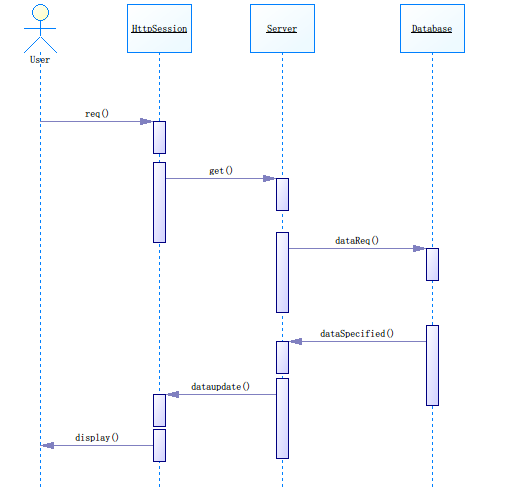 HttpSession
Server
Database
User
req()
get()
dataReq()
dataSpecified()
dataupdate()
display()